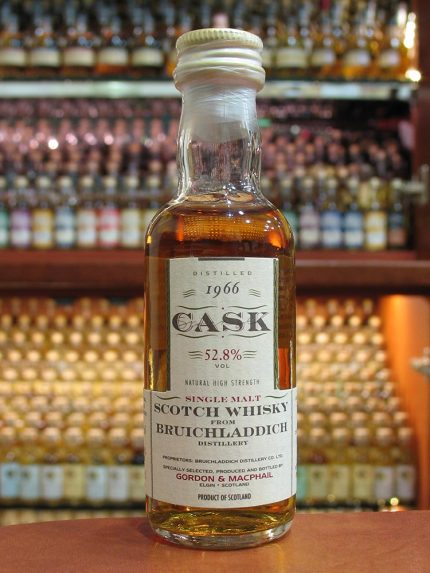 DISTILLED
1966
CASK
52.8%
VOL
NATURAL HIGH STRENGTH
SINGLE MALT
SCOTCH WHISKY
FROM
BRUICHLADDICH
DISTILLERY
PROPRIETORS: BRUICHLADDICH DISTILLERY CO. LTD.
SPECIALLY SELECTED, PRODUCED AND BOTTLED BY
GORDON & MACPHAIL
ELGIN · SCOTLAND
PRODUCT OF SCOTLAND